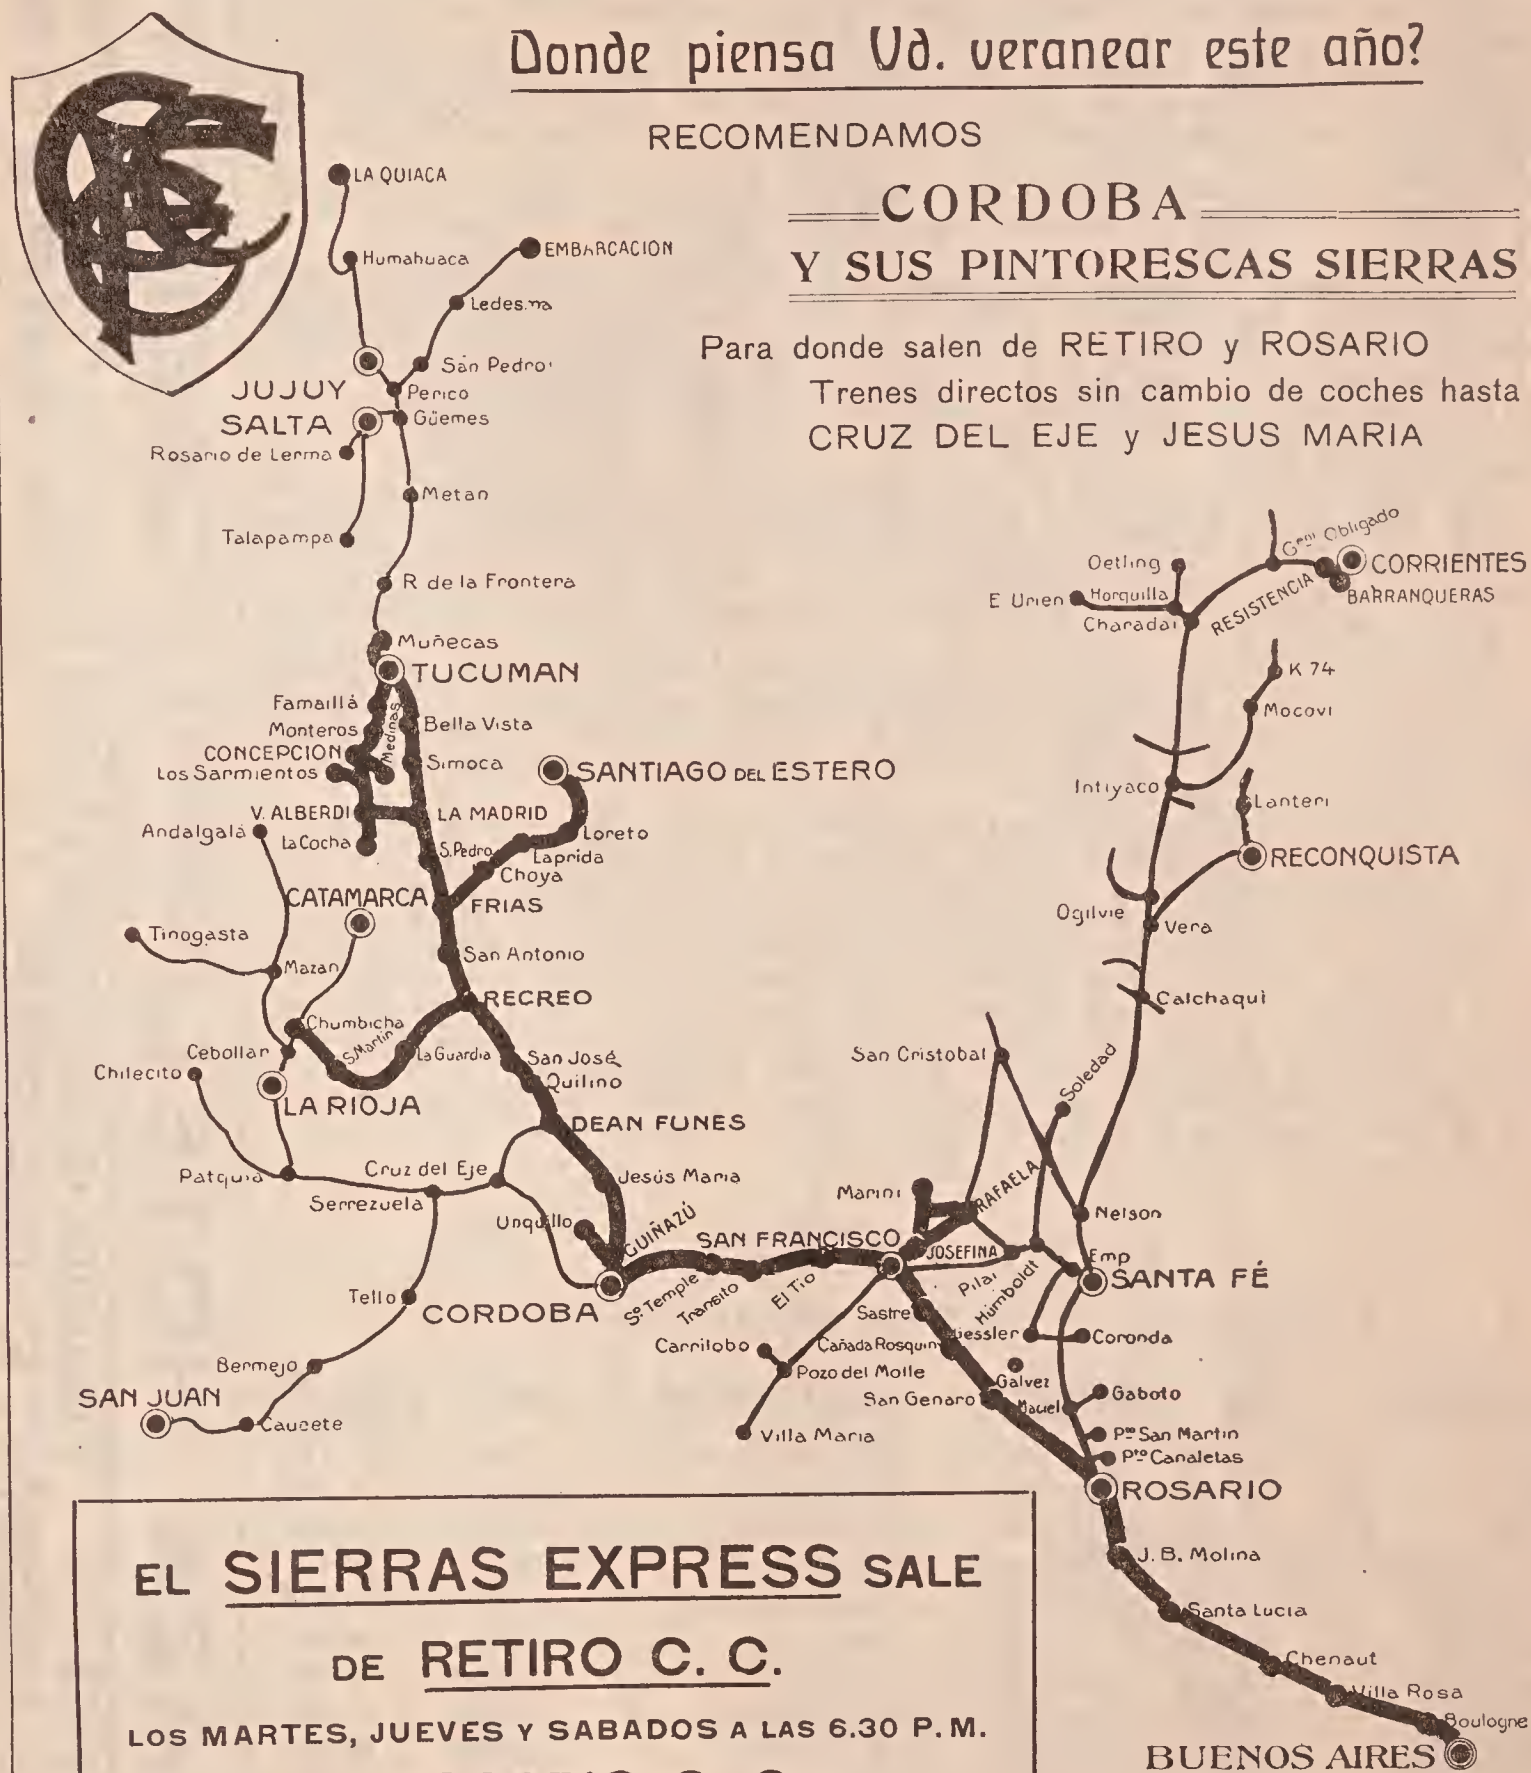 Donde piensa Ud. veranear este año?
RECOMENDAMOS
CORDOBA
Y SUS PINTORESCAS SIERRAS
Para donde salen de RETIRO y ROSARIO
Trenes directos sin cambio de coches hasta
CRUZ DEL EJE y JESUS MARIA
LA QUIACA
Humahuaca
EMBARCACION
Ledesma
San Pedro
JUJUY
Perico
SALTA
Güemes
Rosario de Lerma
Metan
Talapampa
R de la Frontera
Muñecas
TUCUMAN
Famaillá
Monteros
Medinas
Bella Vista
CONCEPCION
Los Sarmientos
Simoca
SANTIAGO DEL ESTERO
V. ALBERDI
LA MADRID
Andalgalá
La Cocha
S. Pedro
Loreto
Laprida
Choya
CATAMARCA
FRIAS
Tinogasta
San Antonio
Mazan
RECREO
Chumbicha
S. Martin
La Guardia
Cebollar
San José
Chilecito
Quilino
LA RIOJA
DEAN FUNES
Patquia
Cruz del Eje
Jesús Maria
Serrezuela
Unquillo
GUIÑAZÚ
Tello
CORDOBA
Bermejo
SAN JUAN
Caucete
Sº Temple
Transito
El Tio
SAN FRANCISCO
Marini
RAFAELA
JOSEFINA
Pilar
Humboldt
San Cristobal
Soledad
Nelson
Emp
SANTA FÉ
Sastre
Gessler
Coronda
Carrilobo
Cañada Rosquin
Pozo del Molle
Galvez
San Genaro
Maciel
Gaboto
Villa Maria
Pto San Martin
Pto Canaletas
ROSARIO
J. B. Molina
Santa Lucia
Chenaut
Villa Rosa
Boulogne
BUENOS AIRES
Oetling
Gral Obligado
CORRIENTES
E Urien
Horquilla
Charadai
RESISTENCIA
BARRANQUERAS
K 74
Mocovi
Intiyaco
Lanteri
RECONQUISTA
Ogilvie
Vera
Calchaqui
EL SIERRAS EXPRESS SALE
DE RETIRO C. C.
LOS MARTES, JUEVES Y SABADOS A LAS 6.30 P. M.